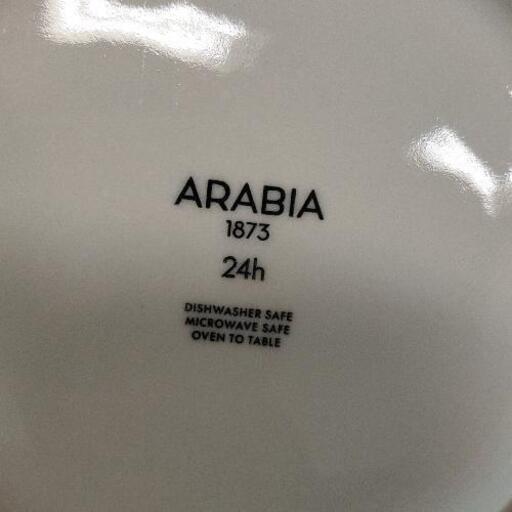 ARABIA
1873
24h
DISHWASHER SAFE
MICROWAVE SAFE
OVEN TO TABLE